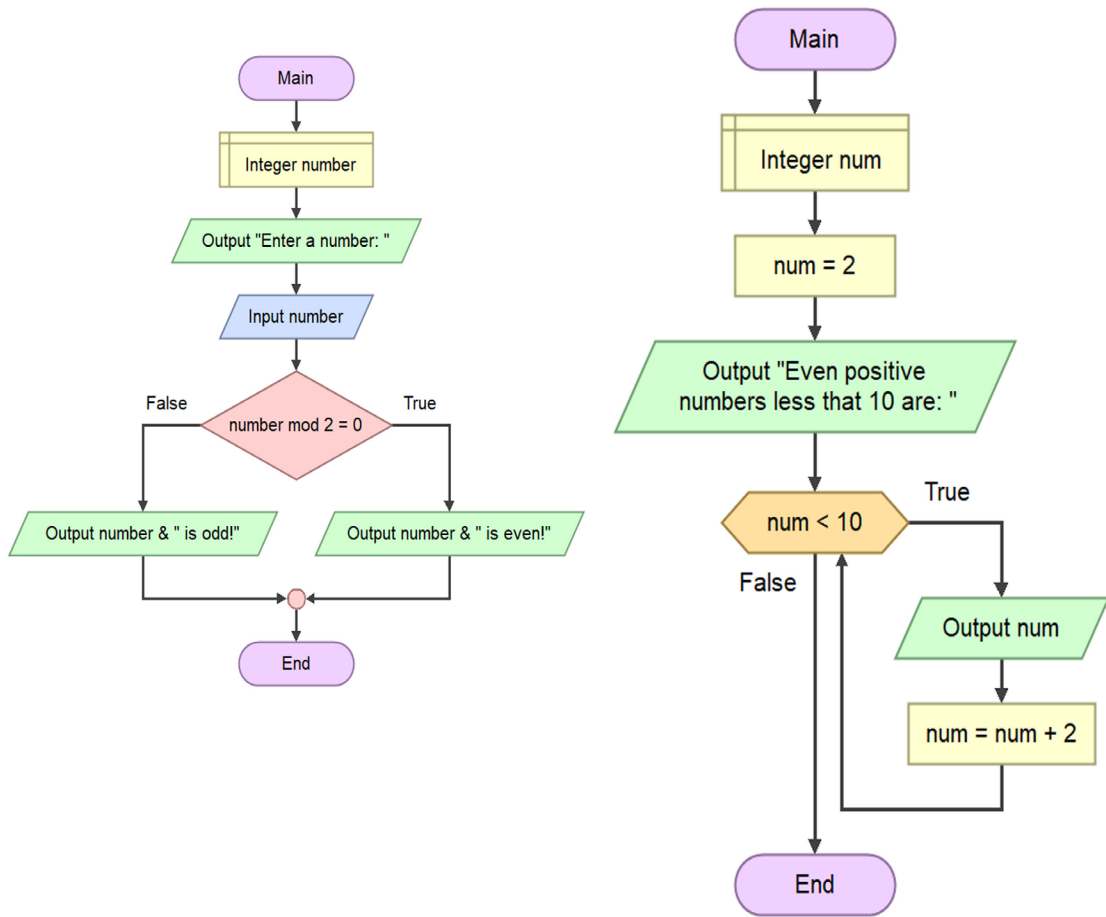 Main
Integer number
Output "Enter a number: "
Input number
False
True
number mod 2 = 0
Output number & " is odd!"
Output number & " is even!"
End
Main
Integer num
num = 2
Output "Even positive
numbers less that 10 are: "
num < 10
True
False
Output num
num = num + 2
End